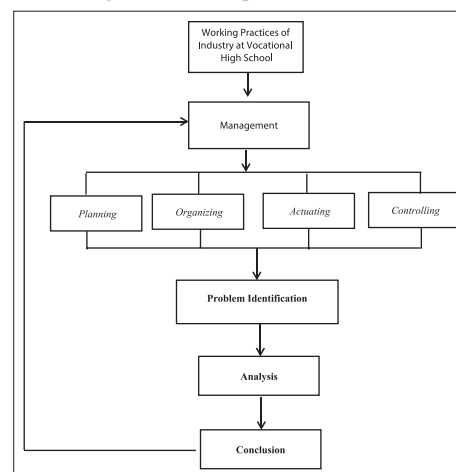 Working Practices of
Industry at Vocational
High School
Management
Planning
Organizing
Actuating
Controlling
Problem Identification
Analysis
Conclusion